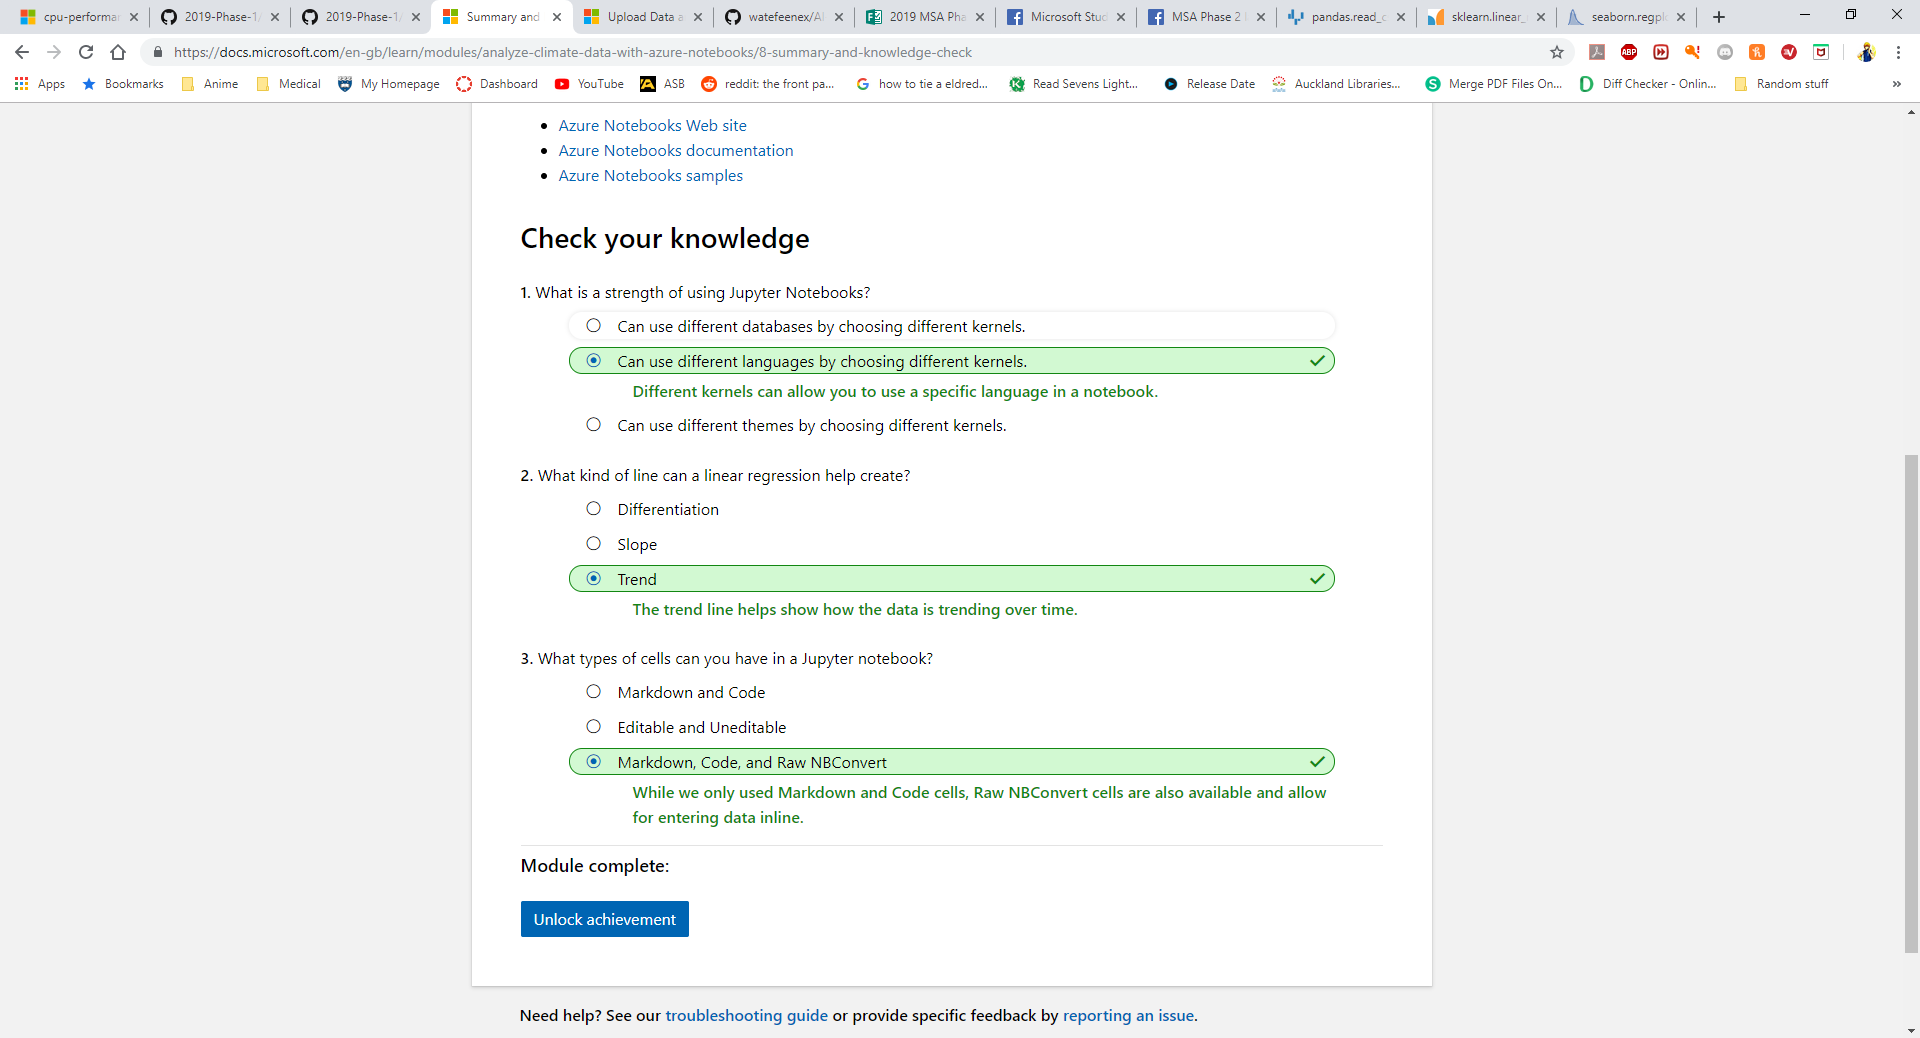 cpu-performar
2019-Phase-1/
2019-Phase-1/
Summary and
Upload Data a
watefeenex/A
2019 MSA Pha
Microsoft Stud
MSA Phase 2
pandas.read_c
sklearn.linear_
seaborn.regpl
https://docs.microsoft.com/en-gb/learn/modules/analyze-climate-data-with-azure-notebooks/8-summary-and-knowledge-check
ABP
Apps
Bookmarks
Anime
Medical
My Homepage
Dashboard
YouTube
ASB
reddit: the front pa...
how to tie a eldred...
Read Sevens Light...
Release Date
Auckland Libraries...
Merge PDF Files On...
Diff Checker - Onlin...
Random stuff
»
Azure Notebooks Web site
Azure Notebooks documentation
Azure Notebooks samples
Check your knowledge
1. What is a strength of using Jupyter Notebooks?
Can use different databases by choosing different kernels.
Can use different languages by choosing different kernels.
Different kernels can allow you to use a specific language in a notebook.
Can use different themes by choosing different kernels.
2. What kind of line can a linear regression help create?
Differentiation
Slope
Trend
The trend line helps show how the data is trending over time.
3. What types of cells can you have in a Jupyter notebook?
Markdown and Code
Editable and Uneditable
Markdown, Code, and Raw NBConvert
While we only used Markdown and Code cells, Raw NBConvert cells are also available and allow
for entering data inline.
Module complete:
Unlock achievement
Need help? See our troubleshooting guide or provide specific feedback by reporting an issue.